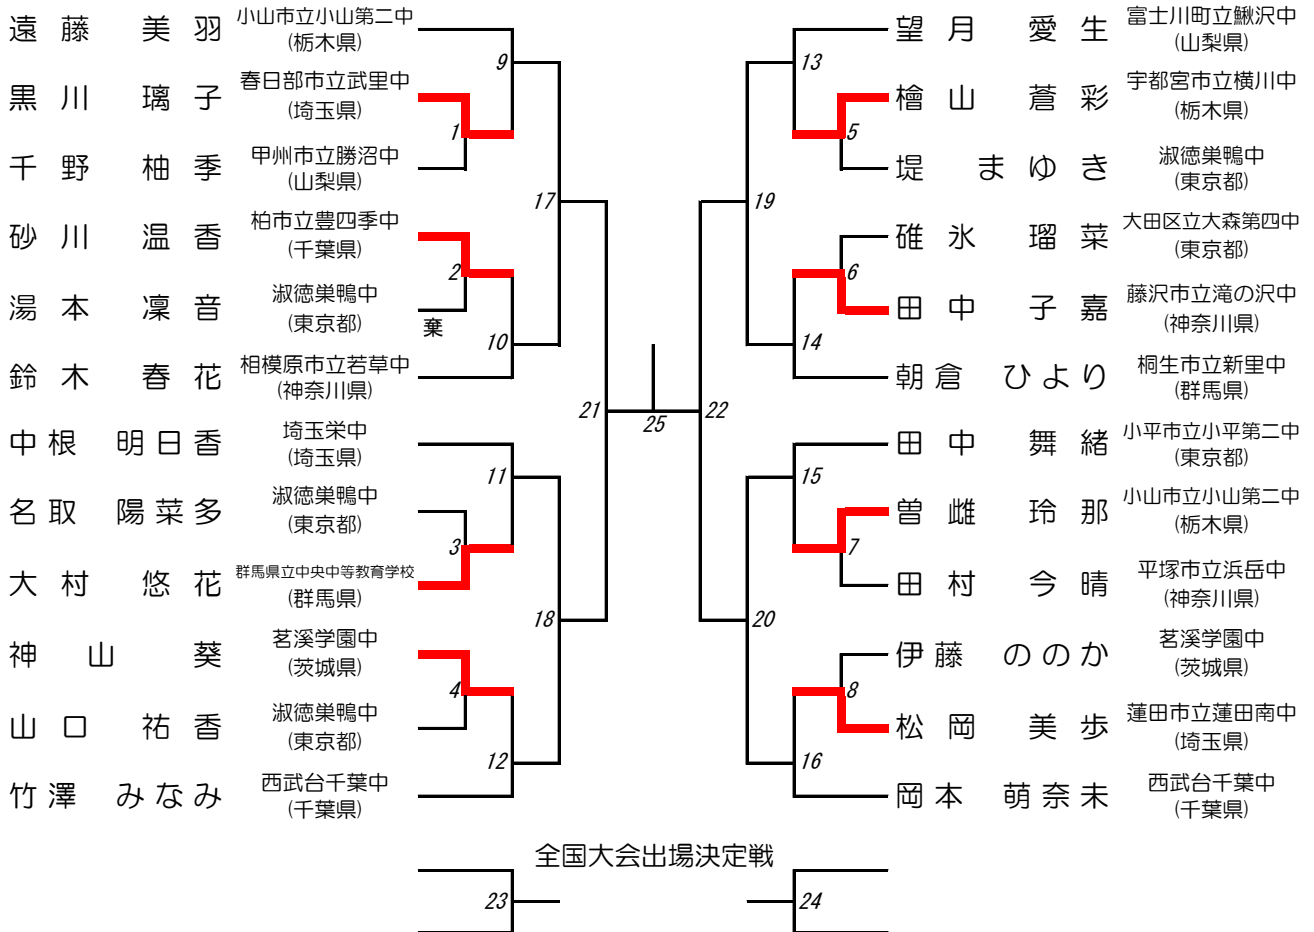 遠藤 美羽 小山市立小山第二中
(栃木県)
9
黒川 璃子 春日部市立武里中
(埼玉県)
1
千野 柚季 甲州市立勝沼中
(山梨県)
17
砂川 温香 柏市立豊四季中
(千葉県)
2
湯本 凜音 淑徳巣鴨中
(東京都)
棄
10
鈴木 春花 相模原市立若草中
(神奈川県)
21
中根 明日香 埼玉栄中
(埼玉県)
11
名取 陽菜多 淑徳巣鴨中
(東京都)
3
大村 悠花 群馬県立中央中等教育学校
(群馬県)
18
神山 葵 茗溪学園中
(茨城県)
4
山口 祐香 淑徳巣鴨中
(東京都)
12
竹澤 みなみ 西武台千葉中
(千葉県)
25
望月 愛生 富士川町立鰍沢中
(山梨県)
13
檜山 蒼彩 宇都宮市立横川中
(栃木県)
5
堤 まゆき 淑徳巣鴨中
(東京都)
19
碓氷 瑠菜 大田区立大森第四中
(東京都)
6
田中 子嘉 藤沢市立滝の沢中
(神奈川県)
14
朝倉 ひより 桐生市立新里中
(群馬県)
22
田中 舞緒 小平市立小平第二中
(東京都)
15
曽雌 玲那 小山市立小山第二中
(栃木県)
7
田村 今晴 平塚市立浜岳中
(神奈川県)
20
伊藤 ののか 茗溪学園中
(茨城県)
8
松岡 美歩 蓮田市立蓮田南中
(埼玉県)
16
岡本 萌奈未 西武台千葉中
(千葉県)
全国大会出場決定戦
23
24